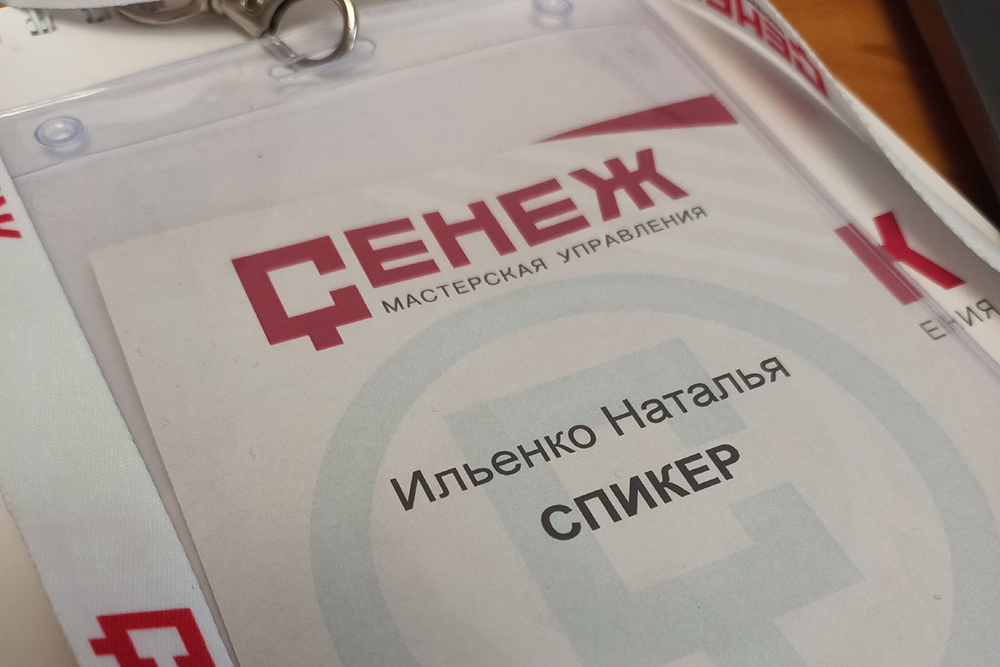 СЕНЕЖ
МАСТЕРСКАЯ УПРАВЛЕНИЯ
Ильенко Наталья
СПИКЕР